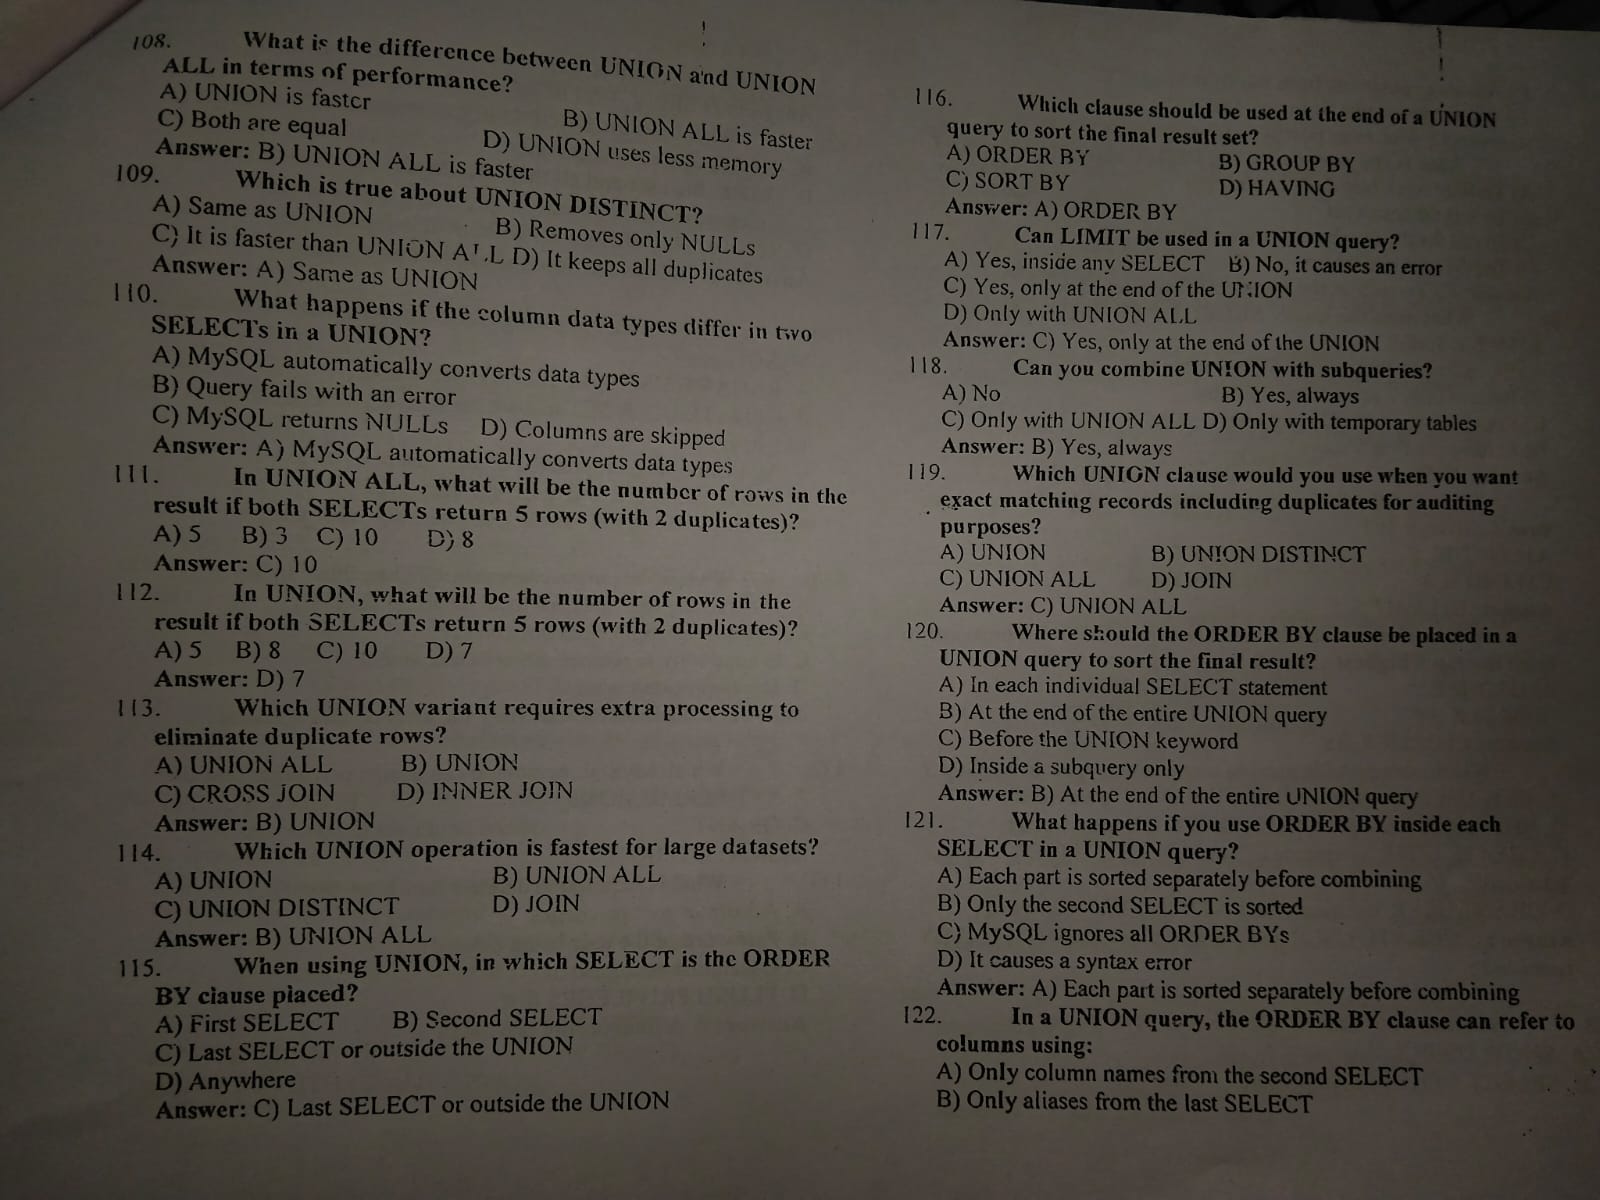 108. What is the difference between UNION and UNION
ALL in terms of performance?
A) UNION is faster
B) UNION ALL is faster
C) Both are equal
D) UNION uses less memory
Answer: B) UNION ALL is faster
109. Which is true about UNION DISTINCT?
A) Same as UNION
B) Removes only NULLs
C) It is faster than UNION ALL D) It keeps all duplicates
Answer: A) Same as UNION
110. What happens if the column data types differ in two
SELECTs in a UNION?
A) MySQL automatically converts data types
B) Query fails with an error
C) MySQL returns NULLs D) Columns are skipped
Answer: A) MySQL automatically converts data types
111. In UNION ALL, what will be the number of rows in the
result if both SELECTs return 5 rows (with 2 duplicates)?
A) 5 B) 3 C) 10 D) 8
Answer: C) 10
112. In UNION, what will be the number of rows in the
result if both SELECTs return 5 rows (with 2 duplicates)?
A) 5 B) 8 C) 10 D) 7
Answer: D) 7
113. Which UNION variant requires extra processing to
eliminate duplicate rows?
A) UNION ALL B) UNION
C) CROSS JOIN D) INNER JOIN
Answer: B) UNION
114. Which UNION operation is fastest for large datasets?
A) UNION B) UNION ALL
C) UNION DISTINCT D) JOIN
Answer: B) UNION ALL
115. When using UNION, in which SELECT is the ORDER
BY clause placed?
A) First SELECT B) Second SELECT
C) Last SELECT or outside the UNION
D) Anywhere
Answer: C) Last SELECT or outside the UNION
116. Which clause should be used at the end of a UNION
query to sort the final result set?
A) ORDER BY B) GROUP BY
C) SORT BY D) HAVING
Answer: A) ORDER BY
117. Can LIMIT be used in a UNION query?
A) Yes, inside any SELECT B) No, it causes an error
C) Yes, only at the end of the UNION
D) Only with UNION ALL
Answer: C) Yes, only at the end of the UNION
118. Can you combine UNION with subqueries?
A) No B) Yes, always
C) Only with UNION ALL D) Only with temporary tables
Answer: B) Yes, always
119. Which UNION clause would you use when you want
exact matching records including duplicates for auditing
purposes?
A) UNION B) UNION DISTINCT
C) UNION ALL D) JOIN
Answer: C) UNION ALL
120. Where should the ORDER BY clause be placed in a
UNION query to sort the final result?
A) In each individual SELECT statement
B) At the end of the entire UNION query
C) Before the UNION keyword
D) Inside a subquery only
Answer: B) At the end of the entire UNION query
121. What happens if you use ORDER BY inside each
SELECT in a UNION query?
A) Each part is sorted separately before combining
B) Only the second SELECT is sorted
C) MySQL ignores all ORDER BYs
D) It causes a syntax error
Answer: A) Each part is sorted separately before combining
122. In a UNION query, the ORDER BY clause can refer to
columns using:
A) Only column names from the second SELECT
B) Only aliases from the last SELECT